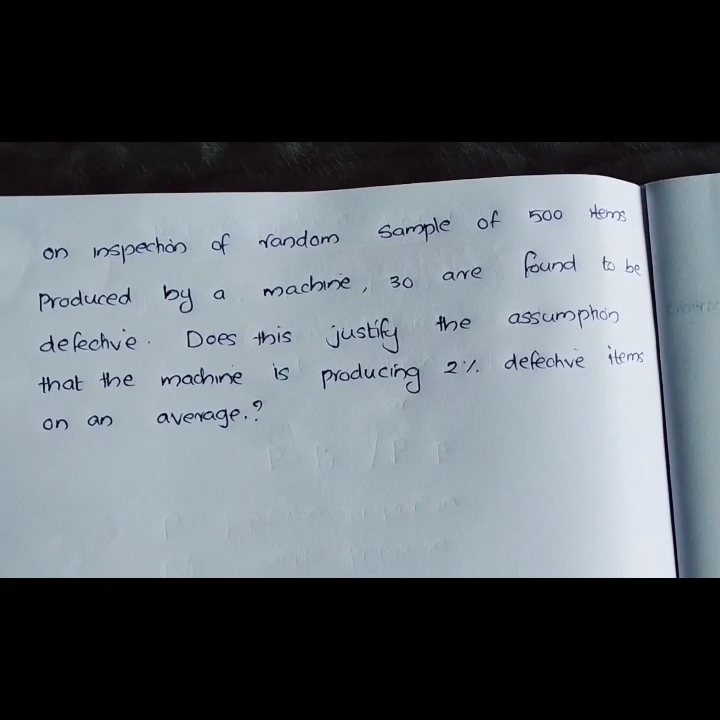 on inspection of random sample of 500 items
Produced by a machine, 30 are found to be
defective. Does this justify the assumption
that the machine is producing 2% defective items
on an average.?